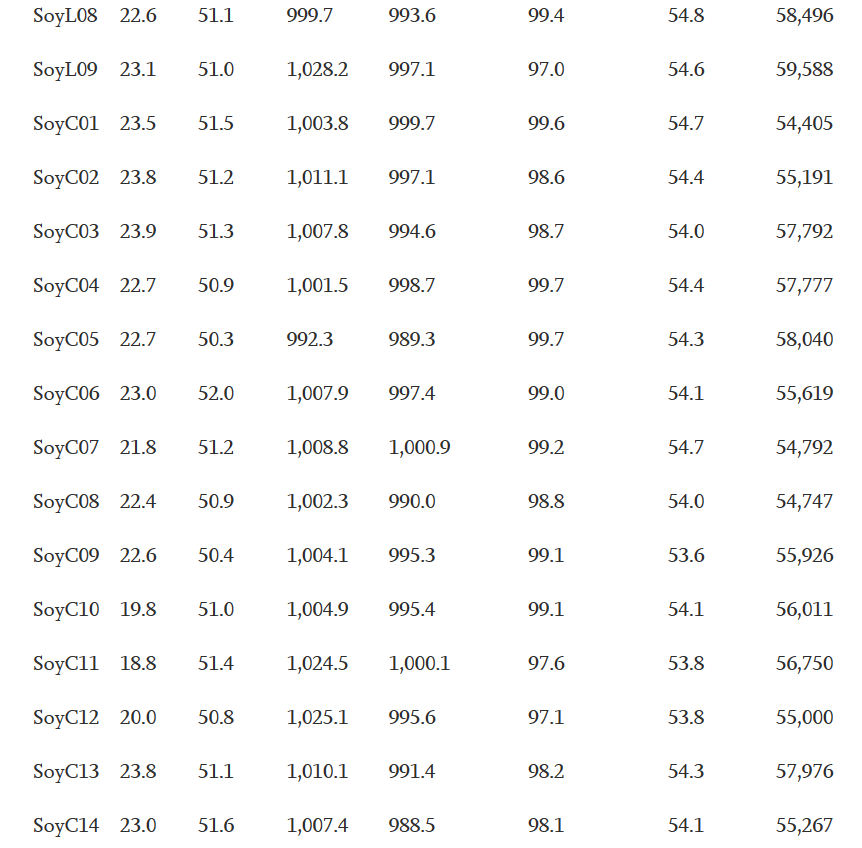 SoyL08 22.6 51.1 999.7 993.6 99.4 54.8 58,496
SoyL09 23.1 51.0 1,028.2 997.1 97.0 54.6 59,588
SoyC01 23.5 51.5 1,003.8 999.7 99.6 54.7 54,405
SoyC02 23.8 51.2 1,011.1 997.1 98.6 54.4 55,191
SoyC03 23.9 51.3 1,007.8 994.6 98.7 54.0 57,792
SoyC04 22.7 50.9 1,001.5 998.7 99.7 54.4 57,777
SoyC05 22.7 50.3 992.3 989.3 99.7 54.3 58,040
SoyC06 23.0 52.0 1,007.9 997.4 99.0 54.1 55,619
SoyC07 21.8 51.2 1,008.8 1,000.9 99.2 54.7 54,792
SoyC08 22.4 50.9 1,002.3 990.0 98.8 54.0 54,747
SoyC09 22.6 50.4 1,004.1 995.3 99.1 53.6 55,926
SoyC10 19.8 51.0 1,004.9 995.4 99.1 54.1 56,011
SoyC11 18.8 51.4 1,024.5 1,000.1 97.6 53.8 56,750
SoyC12 20.0 50.8 1,025.1 995.6 97.1 53.8 55,000
SoyC13 23.8 51.1 1,010.1 991.4 98.2 54.3 57,976
SoyC14 23.0 51.6 1,007.4 988.5 98.1 54.1 55,267